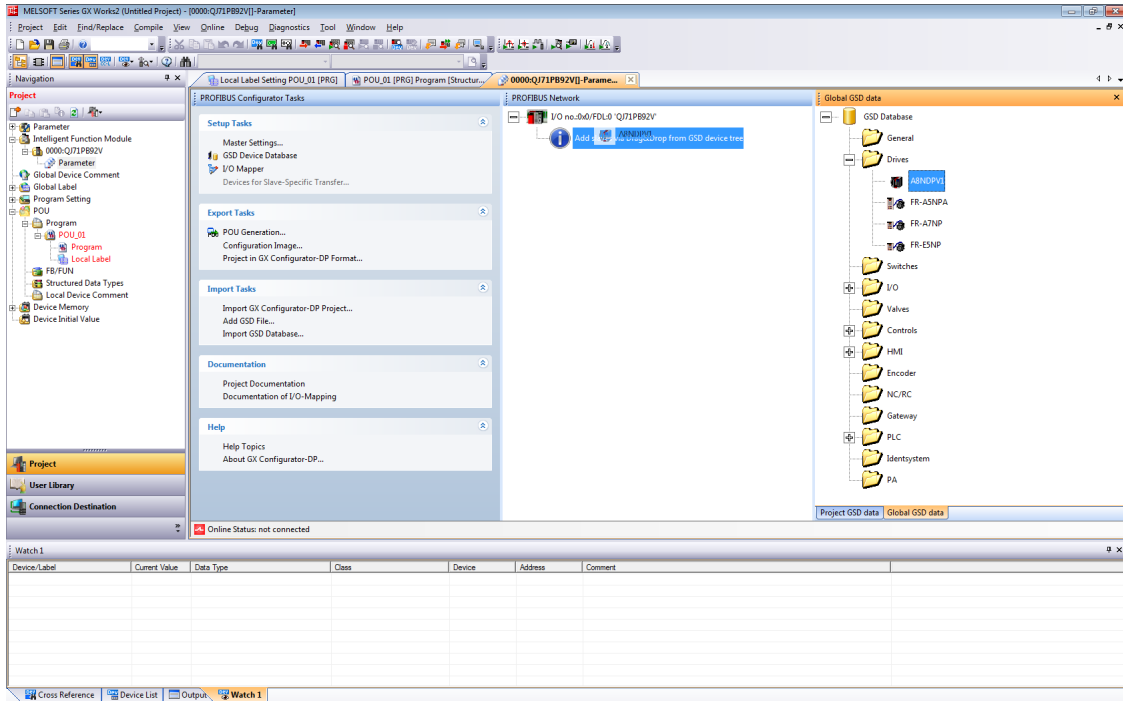 MELSOFT Series GX Works2 (Untitled Project) - [0000:QJ71PB92V[]-Parameter]
Project Edit Find/Replace Compile View Online Debug Diagnostics Tool Window Help
Navigation
Local Label Setting POU_01 [PRG]
POU_01 [PRG] Program [Structur...
0000:QJ71PB92V[]-Parame...
Project
Parameter
Intelligent Function Module
0000:QJ71PB92V
Parameter
Global Device Comment
Global Label
Program Setting
POU
Program
POU_01
Program
Local Label
FB/FUN
Structured Data Types
Local Device Comment
Device Memory
Device Initial Value
Project
User Library
Connection Destination
PROFIBUS Configurator Tasks
Setup Tasks
Master Settings...
GSD Device Database
I/O Mapper
Devices for Slave-Specific Transfer...
Export Tasks
POU Generation...
Configuration Image...
Project in GX Configurator-DP Format...
Import Tasks
Import GX Configurator-DP Project...
Add GSD File...
Import GSD Database...
Documentation
Project Documentation
Documentation of I/O-Mapping
Help
Help Topics
About GX Configurator-DP...
PROFIBUS Network
I/O no.:0x0/FDL:0 'QJ71PB92V'
Add s Drag&Drop from GSD device tree
A8NDPV1
Global GSD data
GSD Database
General
Drives
A8NDPV1
FR-A5NPA
FR-A7NP
FR-E5NP
Switches
I/O
Valves
Controls
HMI
Encoder
NC/RC
Gateway
PLC
Identsystem
PA
Project GSD data Global GSD data
Online Status: not connected
Watch 1
Device/Label Current Value Data Type Class Device Address Comment
Cross Reference Device List Output Watch 1